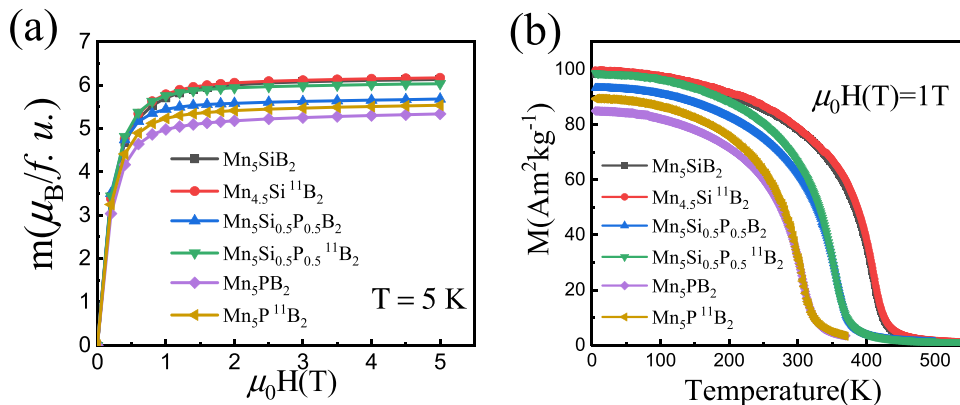 (a)
7
6
5
4
3
2
1
0
m(μB/f. u.)
Mn5SiB2
Mn4.5Si 11B2
Mn5Si0.5P0.5B2
Mn5Si0.5P0.5 11B2
Mn5PB2
Mn5P 11B2
T = 5 K
0 1 2 3 4 5
μ0H(T)
(b)
100
80
60
40
20
0
M(Am2kg-1)
μ0H(T)=1T
Mn5SiB2
Mn4.5Si 11B2
Mn5Si0.5P0.5B2
Mn5Si0.5P0.5 11B2
Mn5PB2
Mn5P 11B2
0 100 200 300 400 500
Temperature(K)